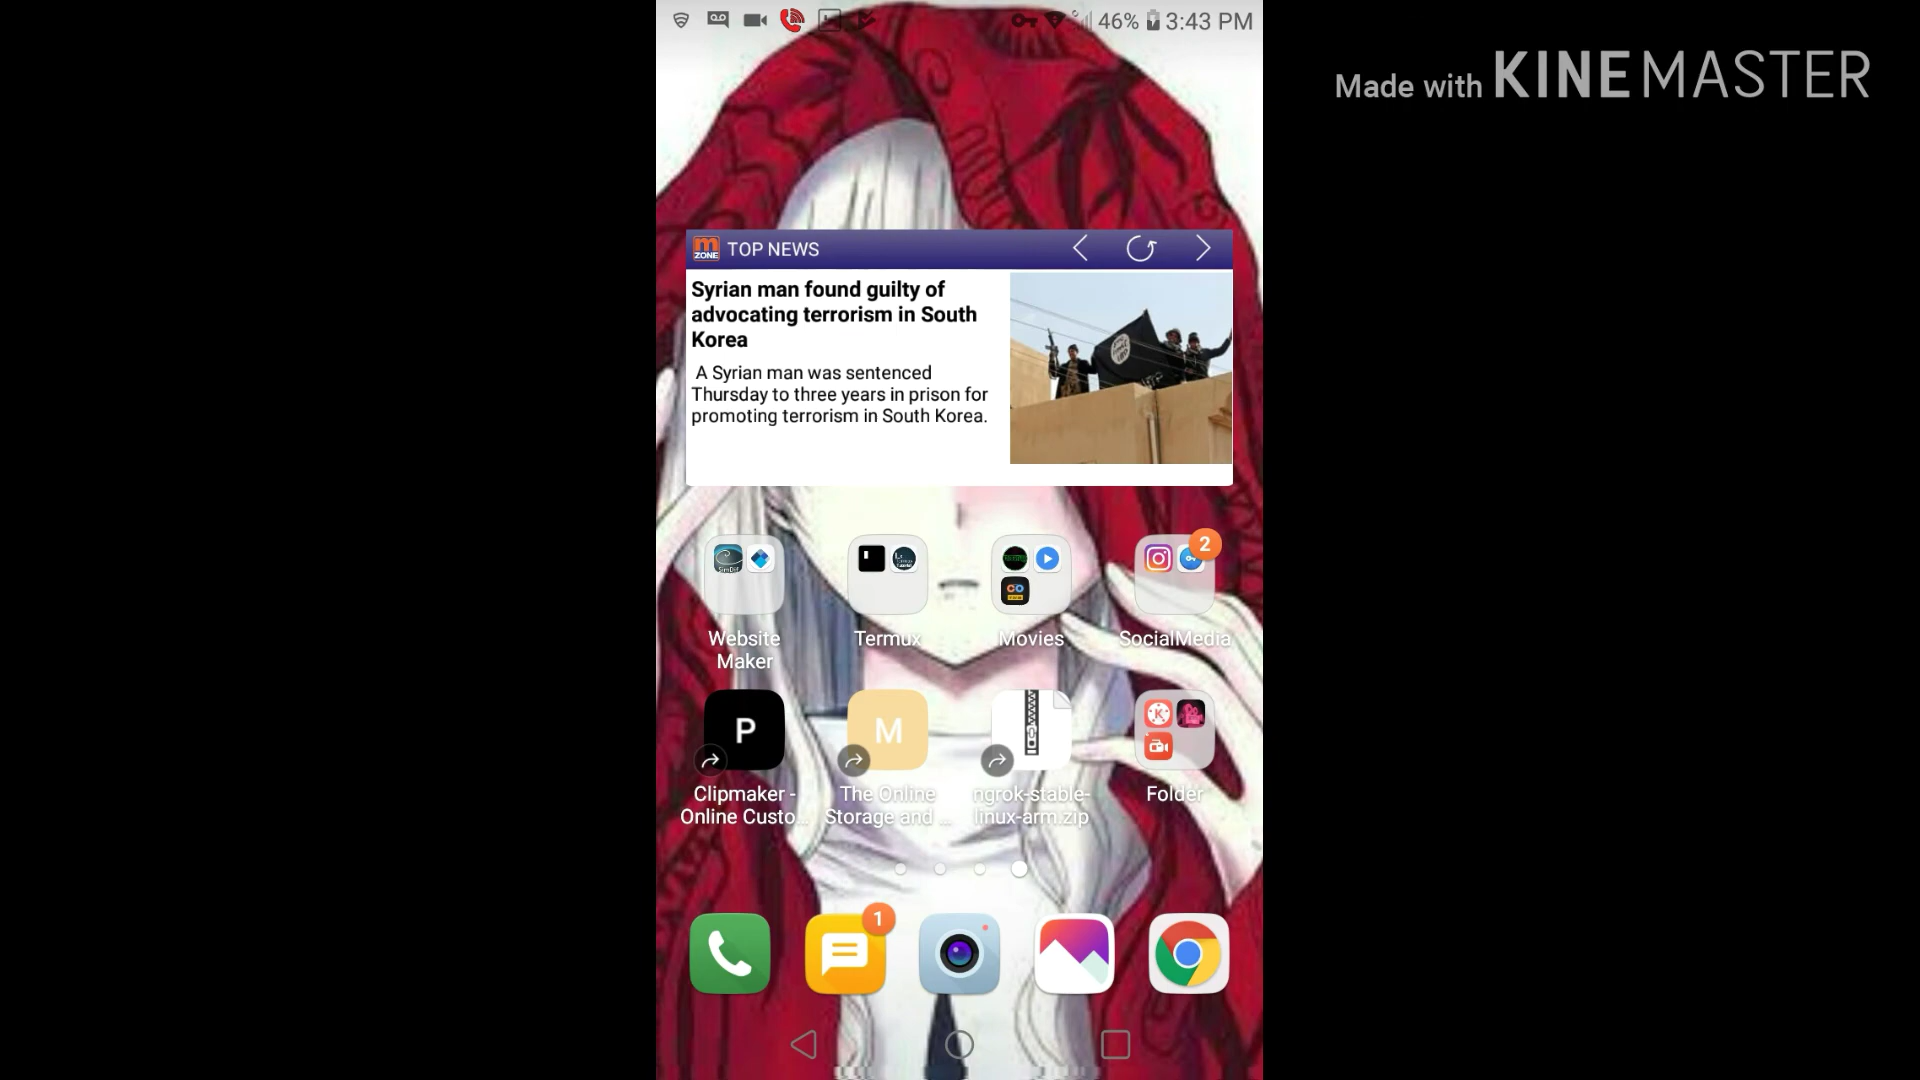 46% 3:43 PM
Made with KINEMASTER
m ZONE TOP NEWS
Syrian man found guilty of
advocating terrorism in South
Korea
A Syrian man was sentenced
Thursday to three years in prison for
promoting terrorism in South Korea.
2
Website
Maker
Termux
Movies
SocialMedia
P
M
Clipmaker -
Online Custo...
The Online
Storage and ...
ngrok-stable-
linux-arm.zip
Folder
1